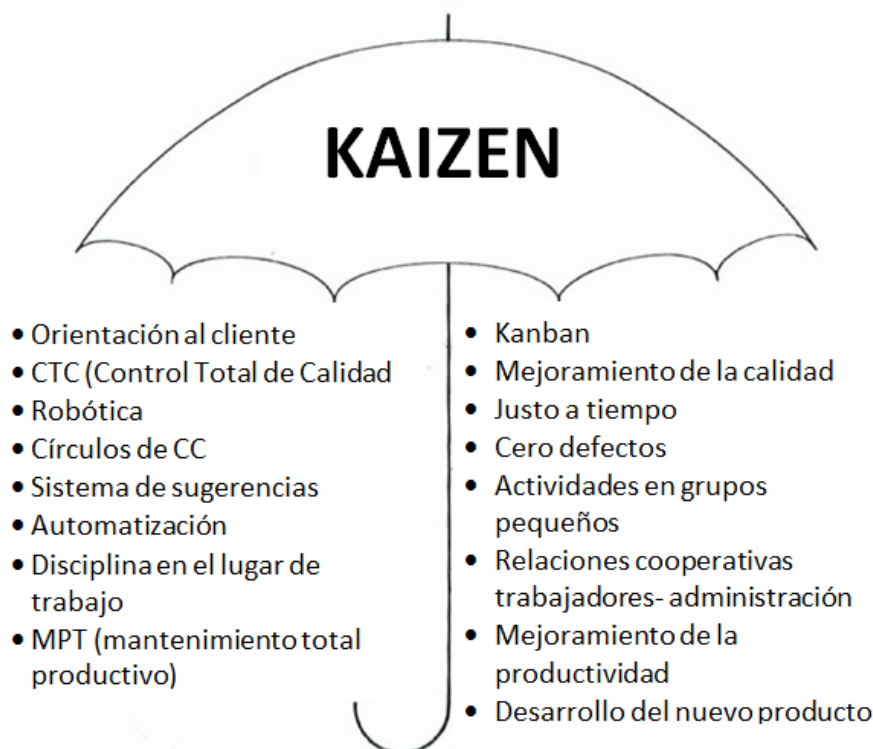 KAIZEN
• Orientación al cliente
• CTC (Control Total de Calidad
• Robótica
• Círculos de CC
• Sistema de sugerencias
• Automatización
• Disciplina en el lugar de
trabajo
• MPT (mantenimiento total
productivo)
• Kanban
• Mejoramiento de la calidad
• Justo a tiempo
• Cero defectos
• Actividades en grupos
pequeños
• Relaciones cooperativas
trabajadores- administración
• Mejoramiento de la
productividad
• Desarrollo del nuevo producto